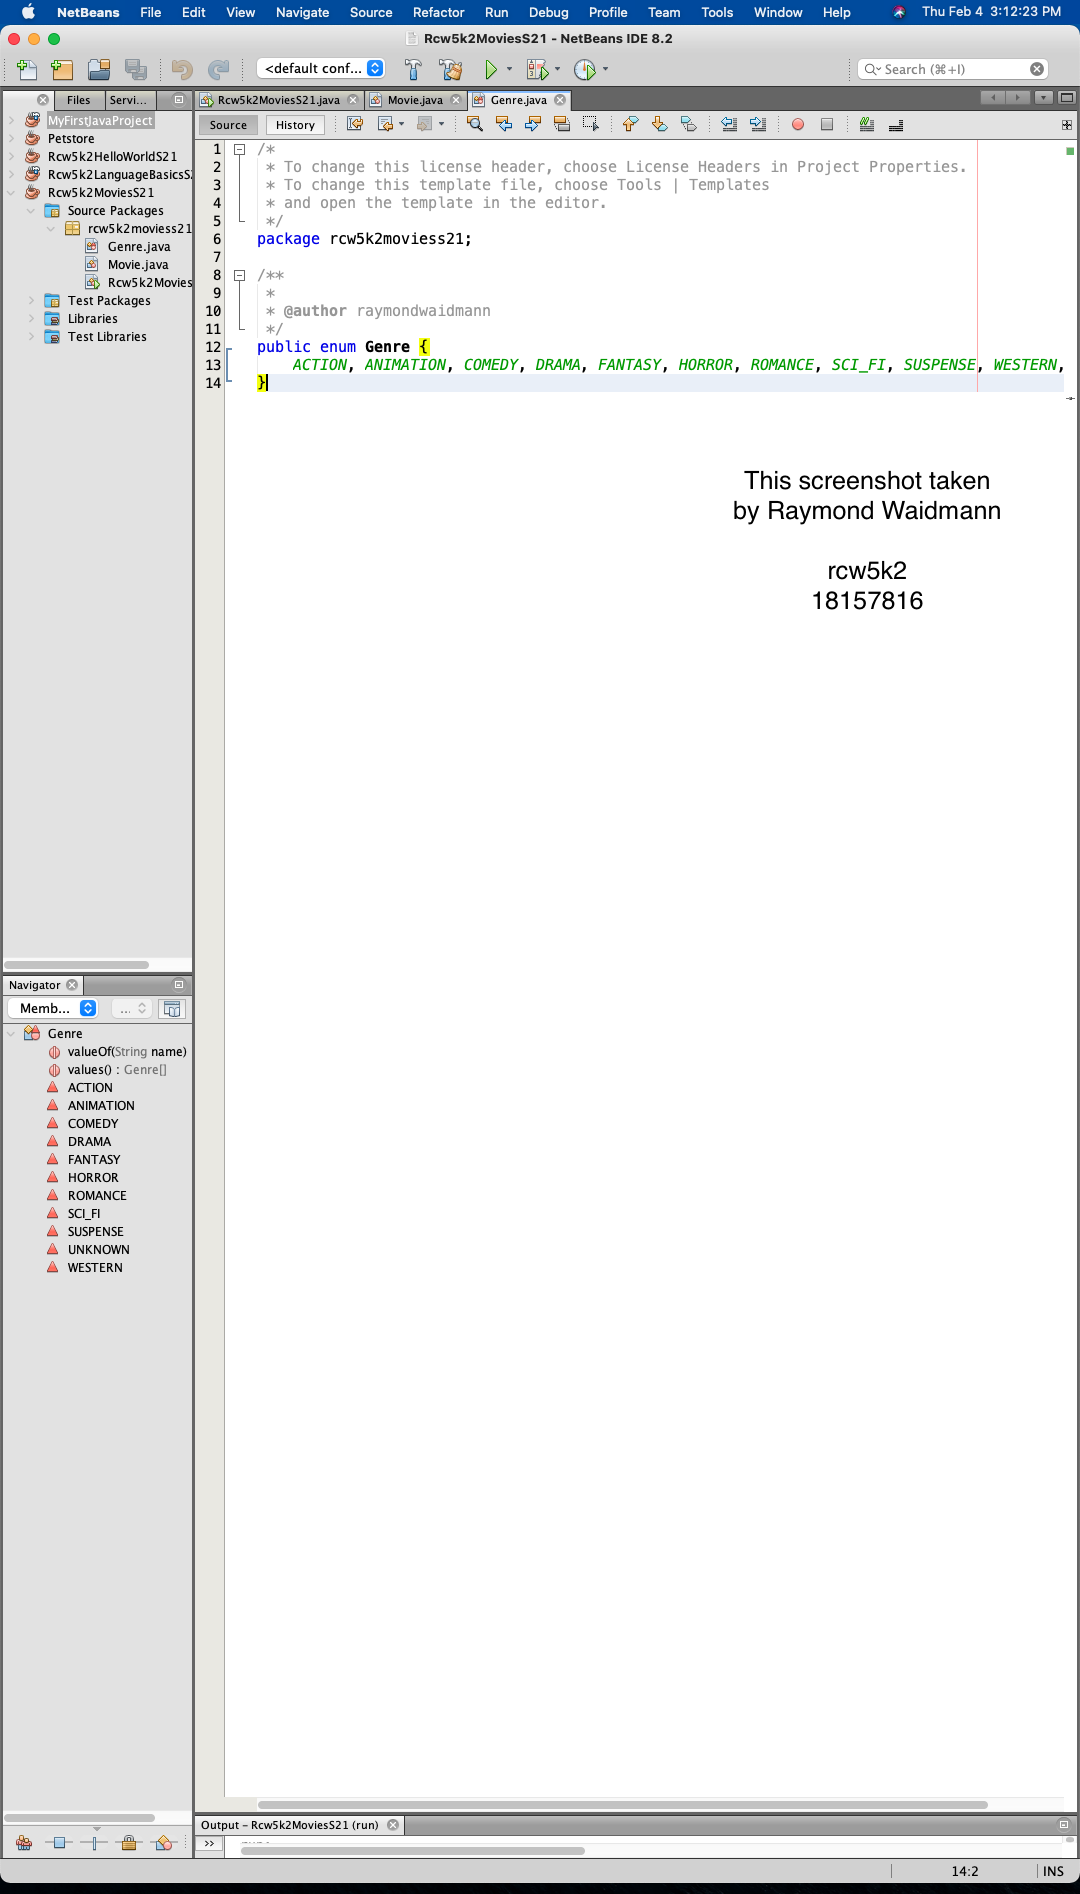 NetBeans File Edit View Navigate Source Refactor Run Debug Profile Team Tools Window Help Thu Feb 4 3:12:23 PM
Rcw5k2MoviesS21 - NetBeans IDE 8.2
<default conf... Search (⌘+I)
Files Servi...
MyFirstJavaProject
Petstore
Rcw5k2HelloWorldS21
Rcw5k2LanguageBasicsS
Rcw5k2MoviesS21
Source Packages
rcw5k2moviess21
Genre.java
Movie.java
Rcw5k2Movies
Test Packages
Libraries
Test Libraries
Rcw5k2MoviesS21.java Movie.java Genre.java
Source History
1 /*
2 * To change this license header, choose License Headers in Project Properties.
3 * To change this template file, choose Tools | Templates
4 * and open the template in the editor.
5 */
6 package rcw5k2moviess21;
7
8 /**
9 *
10 * @author raymondwaidmann
11 */
12 public enum Genre {
13 ACTION, ANIMATION, COMEDY, DRAMA, FANTASY, HORROR, ROMANCE, SCI_FI, SUSPENSE, WESTERN,
14 }
This screenshot taken
by Raymond Waidmann
rcw5k2
18157816
Navigator
Memb... ...
Genre
valueOf(String name)
values() : Genre[]
ACTION
ANIMATION
COMEDY
DRAMA
FANTASY
HORROR
ROMANCE
SCI_FI
SUSPENSE
UNKNOWN
WESTERN
Output - Rcw5k2MoviesS21 (run)
>>
14:2 INS